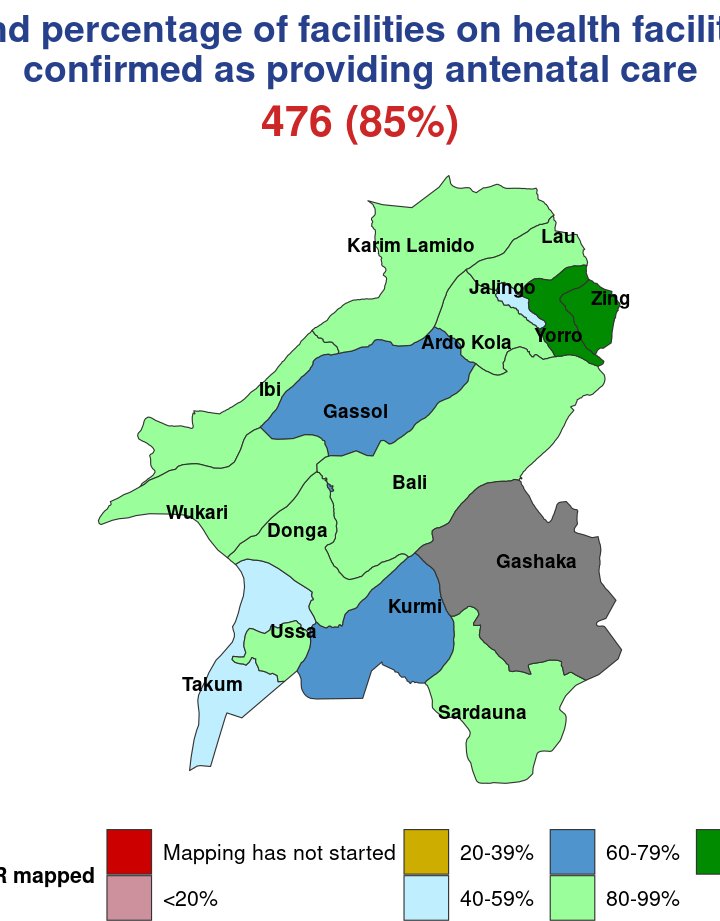 percentage of facilities on health
confirmed as providing antenatal care
476 (85%)
Karim Lamido
Lau
Jalingo
Zing
Yorro
Ardo Kola
Ibi
Gassol
Bali
Wukari
Donga
Gashaka
Kurmi
Ussa
Takum
Sardauna
mapped
Mapping has not started
<20%
20-39%
40-59%
60-79%
80-99%